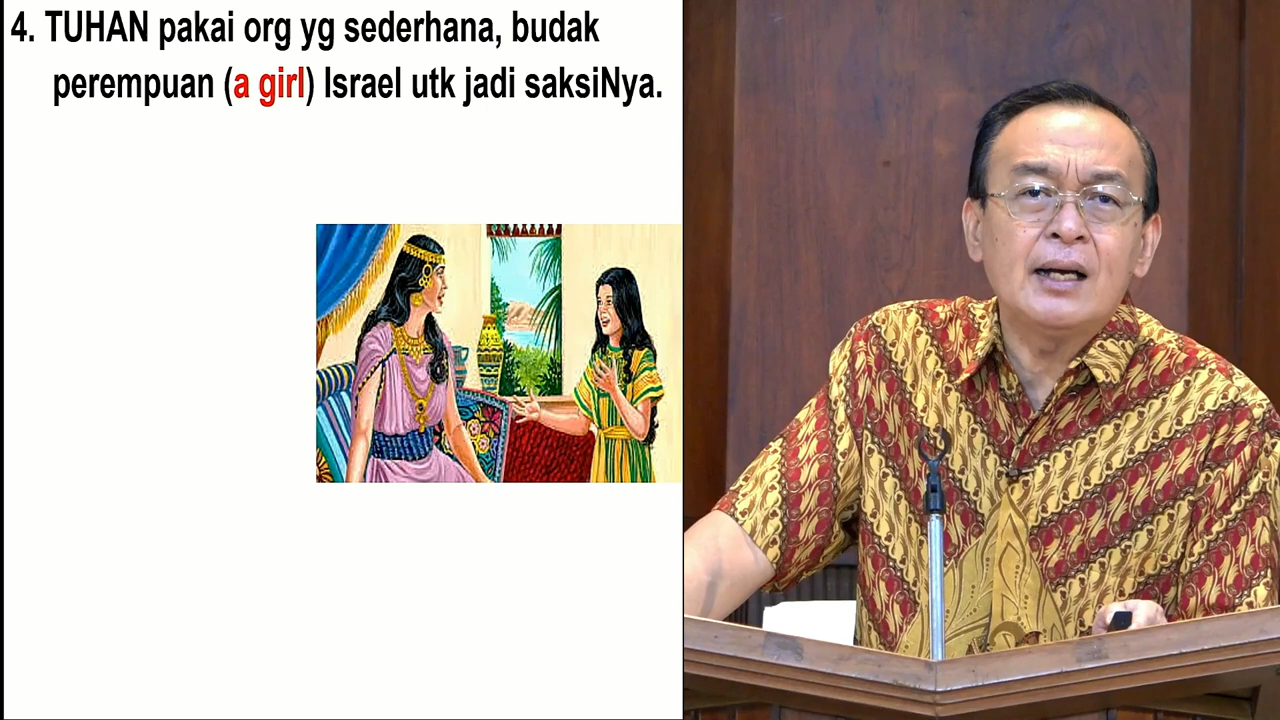 4. TUHAN pakai org yg sederhana, budak
perempuan (a girl) Israel utk jadi saksiNya.